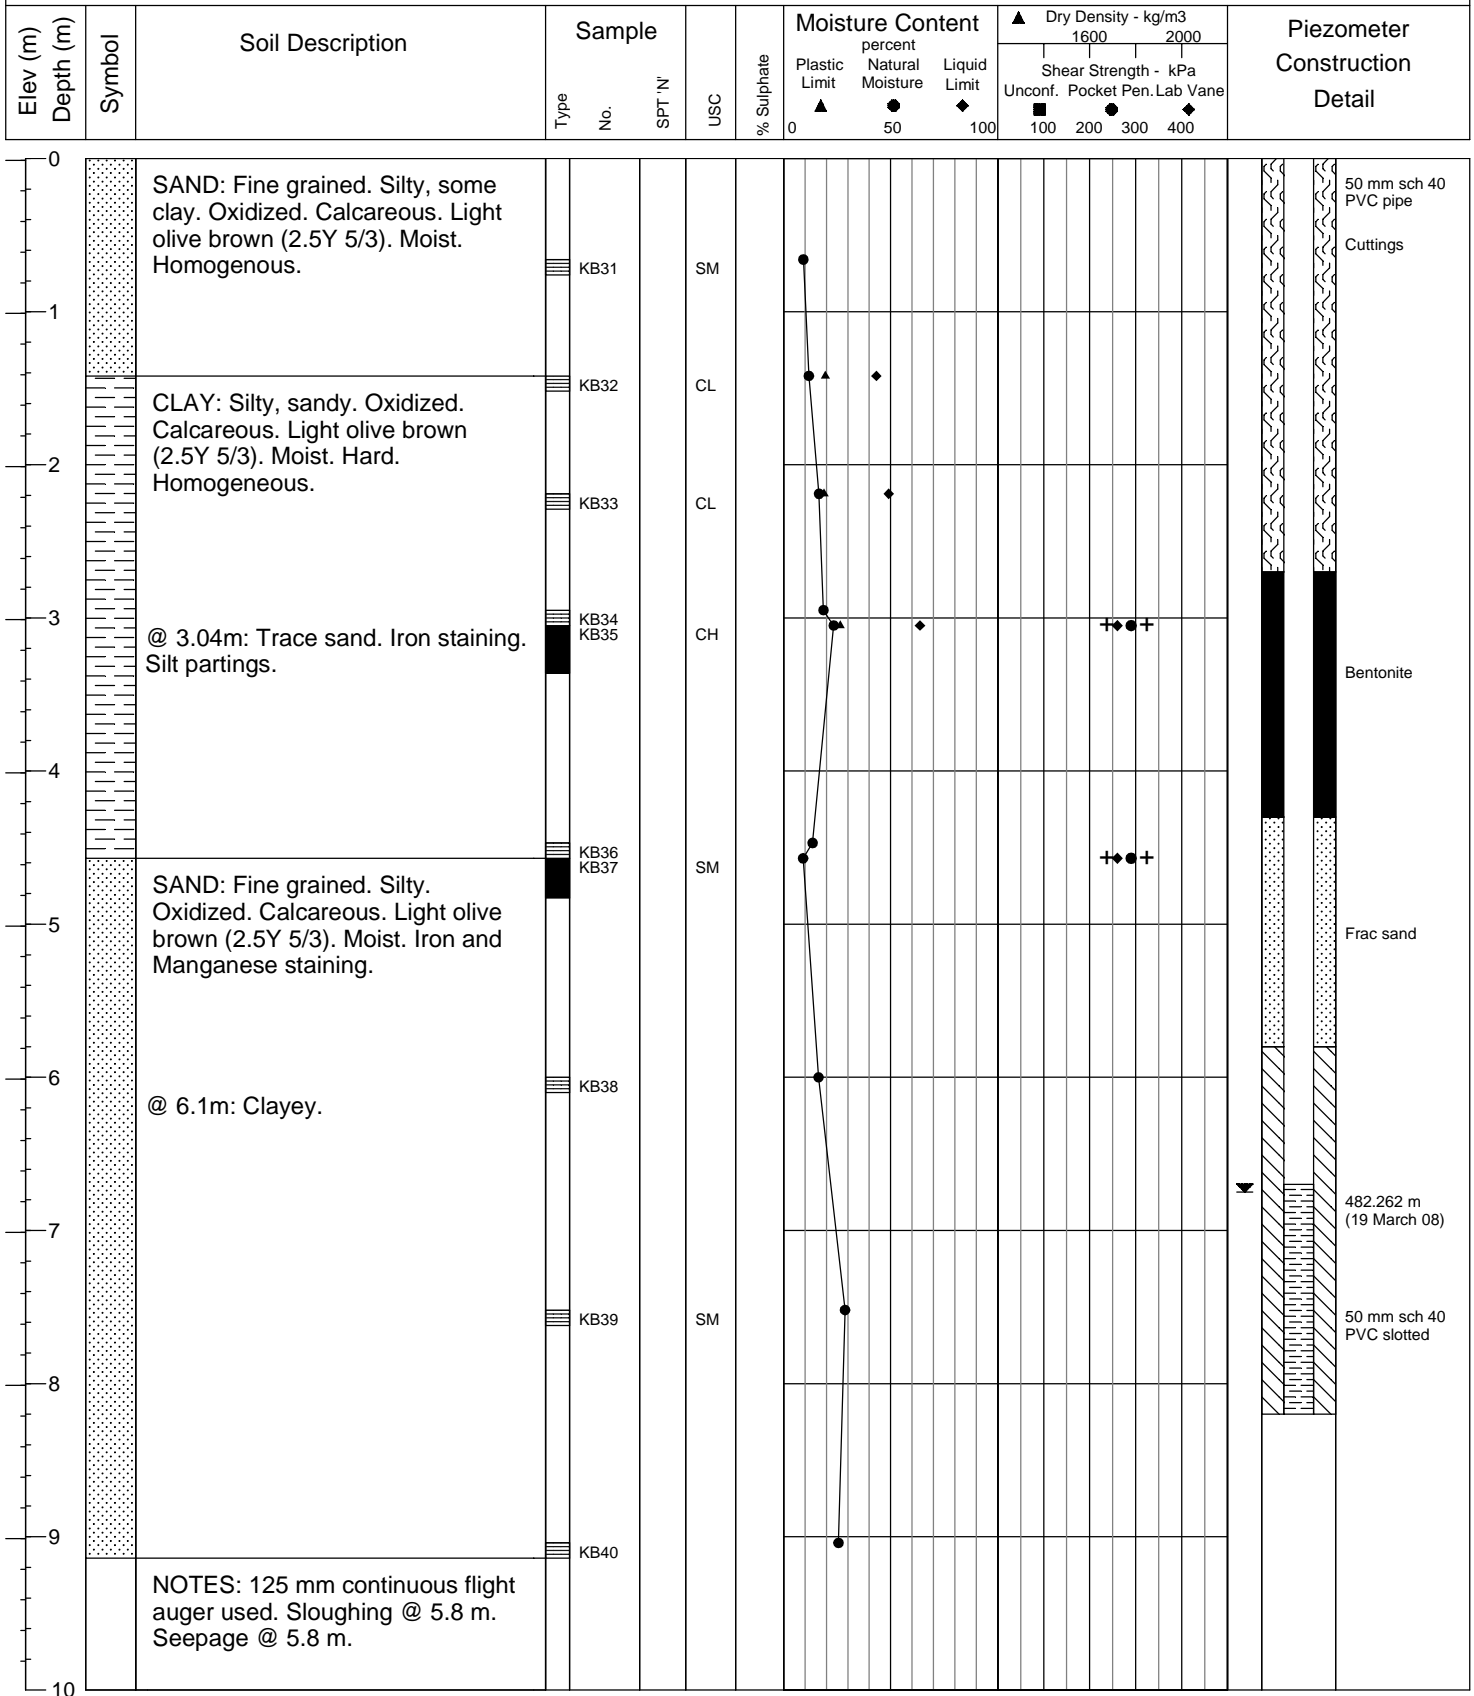 Elev (m)
Depth (m)
Symbol
Soil Description
Sample
Type
No.
SPT 'N'
USC
% Sulphate
Moisture Content
percent
Plastic Limit
Natural Moisture
Liquid Limit
0 50 100
Dry Density - kg/m3
1600 2000
Shear Strength - kPa
Unconf. Pocket Pen. Lab Vane
100 200 300 400
Piezometer
Construction
Detail
0
SAND: Fine grained. Silty, some
clay. Oxidized. Calcareous. Light
olive brown (2.5Y 5/3). Moist.
Homogenous.
50 mm sch 40
PVC pipe
Cuttings
KB31 SM
1
KB32 CL
CLAY: Silty, sandy. Oxidized.
Calcareous. Light olive brown
(2.5Y 5/3). Moist. Hard.
Homogeneous.
2
KB33 CL
3
KB34
KB35 CH
@ 3.04m: Trace sand. Iron staining.
Silt partings.
Bentonite
4
KB36
KB37 SM
SAND: Fine grained. Silty.
Oxidized. Calcareous. Light olive
brown (2.5Y 5/3). Moist. Iron and
Manganese staining.
5
Frac sand
6
KB38
@ 6.1m: Clayey.
482.262 m
(19 March 08)
7
KB39 SM
50 mm sch 40
PVC slotted
8
9
KB40
NOTES: 125 mm continuous flight
auger used. Sloughing @ 5.8 m.
Seepage @ 5.8 m.
10